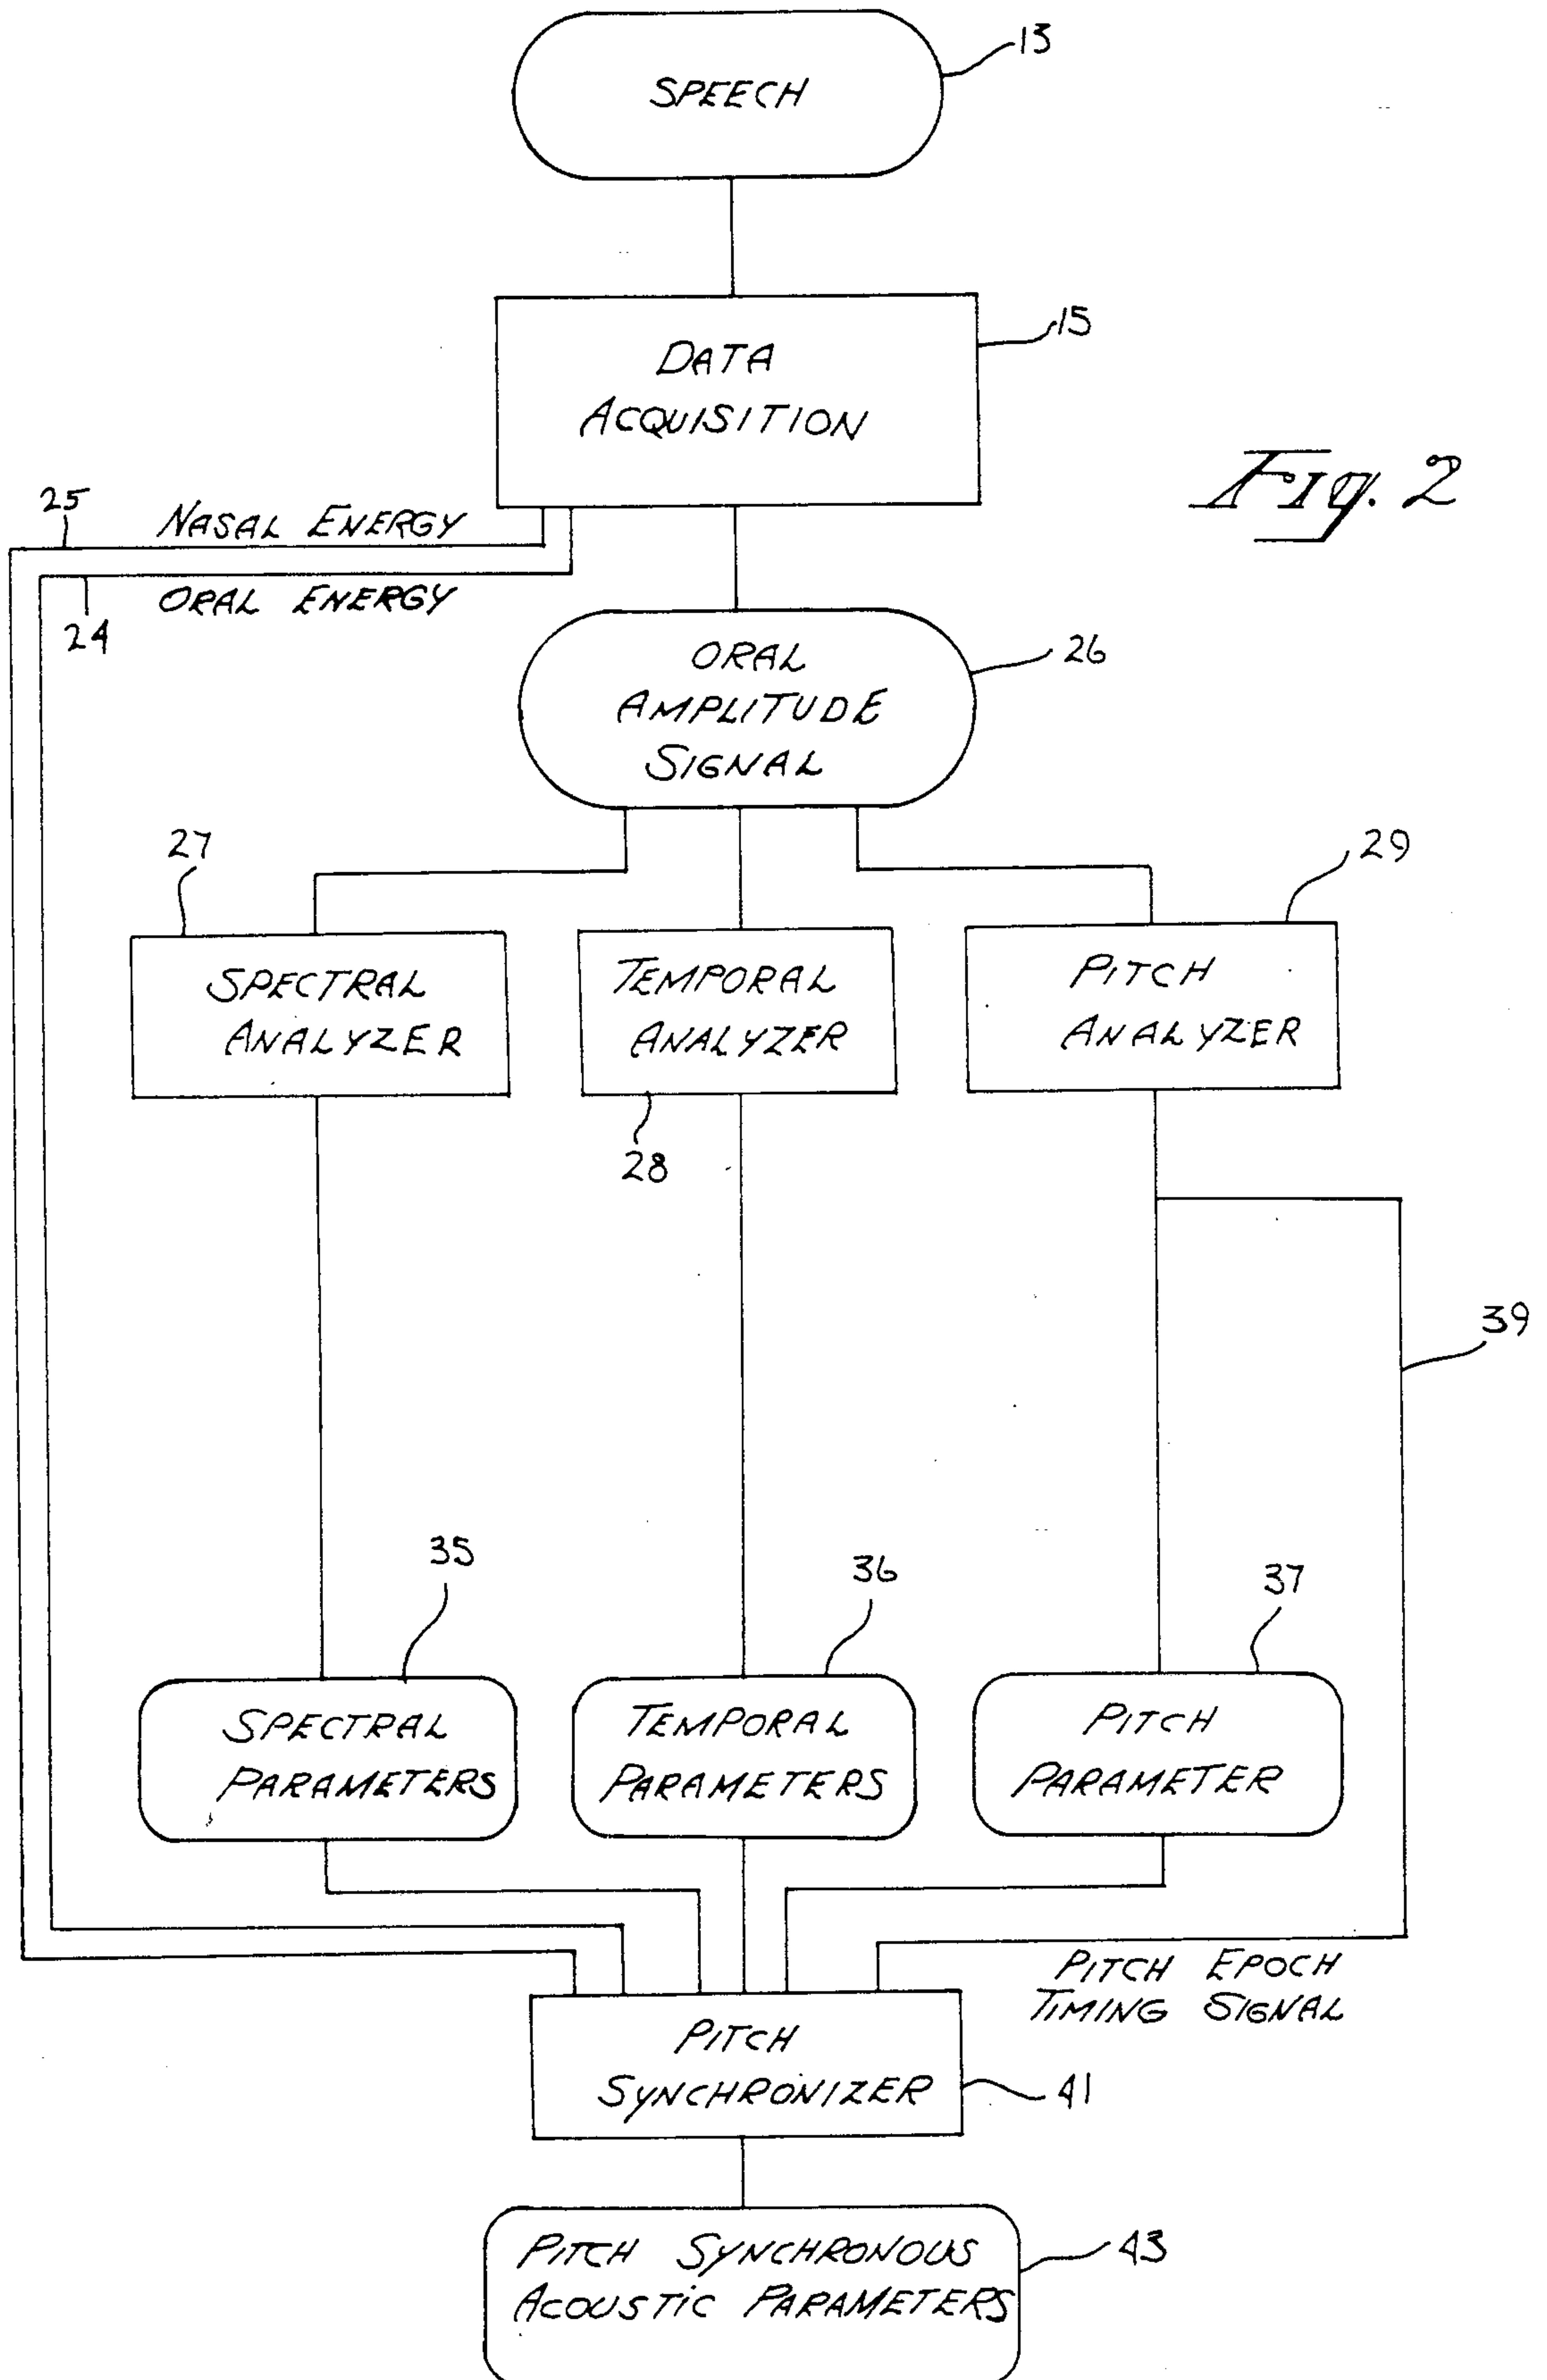 13
SPEECH
15
DATA
ACQUISITION
Fig. 2
25
NASAL ENERGY
ORAL ENERGY
24
ORAL
AMPLITUDE
SIGNAL
26
27
29
SPECTRAL
ANALYZER
TEMPORAL
ANALYZER
PITCH
ANALYZER
28
39
35
36
37
SPECTRAL
PARAMETERS
TEMPORAL
PARAMETERS
PITCH
PARAMETER
PITCH EPOCH
TIMING SIGNAL
PITCH
SYNCHRONIZER
41
PITCH SYNCHRONOUS
ACOUSTIC PARAMETERS
43